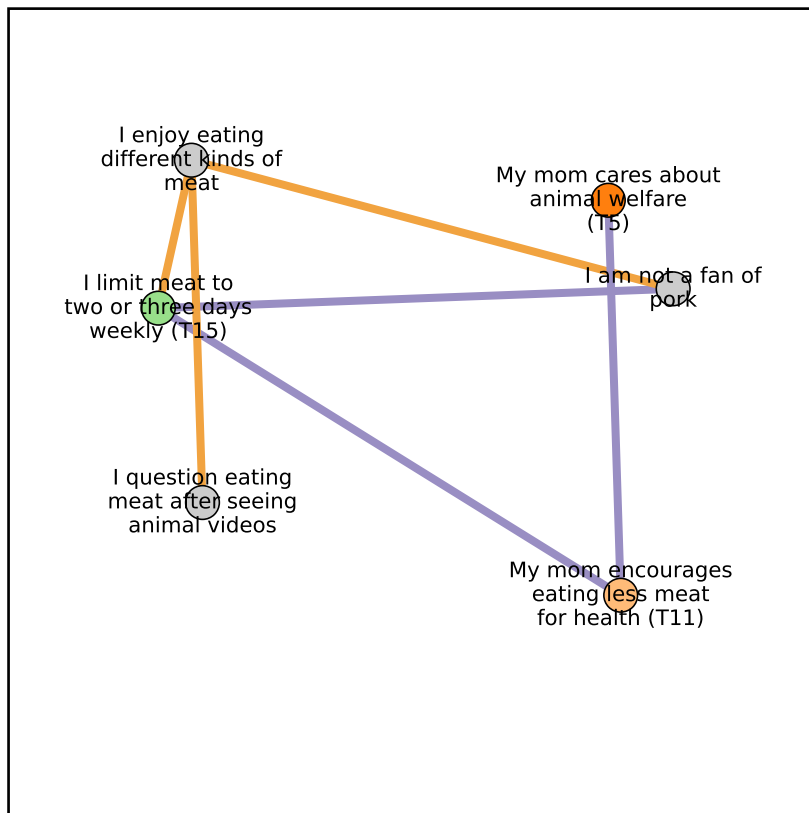 I enjoy eating
different kinds of
meat
My mom cares about
animal welfare
(T5)
I am not a fan of
pork
I limit meat to
two or three days
weekly (T15)
I question eating
meat after seeing
animal videos
My mom encourages
eating less meat
for health (T11)